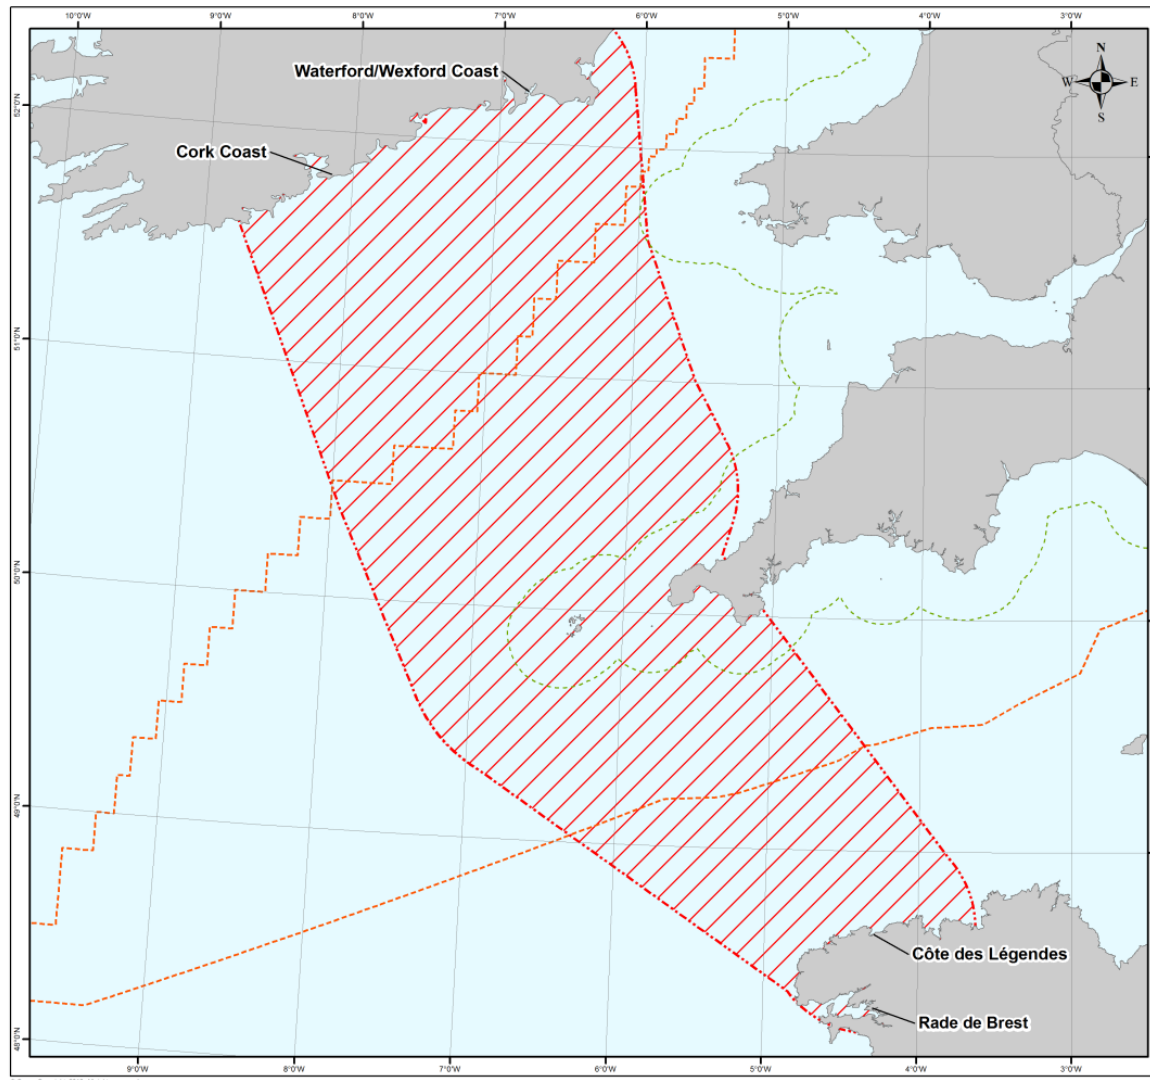 10°0'W 9°0'W 8°0'W 7°0'W 6°0'W 5°0'W 4°0'W 3°0'W
N
W E
S
Waterford/Wexford Coast
52°0'N
Cork Coast
51°0'N
50°0'N
49°0'N
Côte des Légendes
Rade de Brest
48°0'N
9°0'W 8°0'W 7°0'W 6°0'W 5°0'W 4°0'W 3°0'W